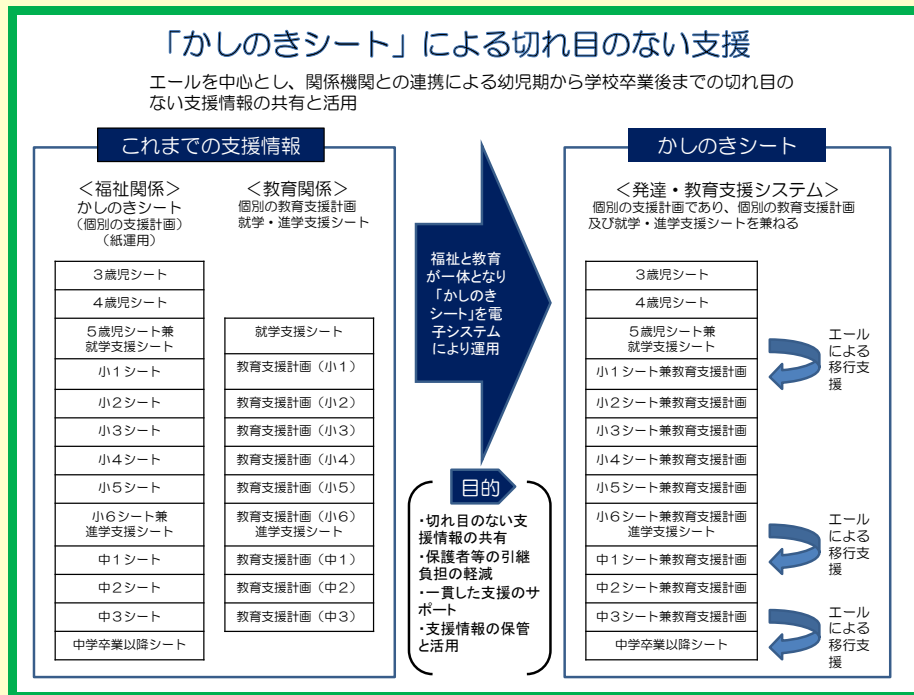 「かしのきシート」による切れ目のない支援
エールを中心とし、関係機関との連携による幼児期から学校卒業後までの切れ目の
ない支援情報の共有と活用
これまでの支援情報
＜福祉関係＞
かしのきシート
（個別の支援計画）
（紙運用）
３歳児シート
４歳児シート
５歳児シート兼
就学支援シート
小１シート
小２シート
小３シート
小４シート
小５シート
小６シート兼
進学支援シート
中１シート
中２シート
中３シート
中学卒業以降シート
＜教育関係＞
個別の教育支援計画
就学・進学支援シート
就学支援シート
教育支援計画（小１）
教育支援計画（小２）
教育支援計画（小３）
教育支援計画（小４）
教育支援計画（小５）
教育支援計画（小６）
進学支援シート
教育支援計画（中１）
教育支援計画（中２）
教育支援計画（中３）
福祉と教育
が一体となり
「かしのき
シート」を電
子システム
により運用
目的
・切れ目のない支
援情報の共有
・保護者等の引継
負担の軽減
・一貫した支援のサ
ポート
・支援情報の保管
と活用
かしのきシート
＜発達・教育支援システム＞
個別の支援計画であり、個別の教育支援計画
及び就学・進学支援シートを兼ねる
３歳児シート
４歳児シート
５歳児シート兼
就学支援シート
小１シート兼教育支援計画
小２シート兼教育支援計画
小３シート兼教育支援計画
小４シート兼教育支援計画
小５シート兼教育支援計画
小６シート兼教育支援計画
進学支援シート
中１シート兼教育支援計画
中２シート兼教育支援計画
中３シート兼教育支援計画
中学卒業以降シート
エール
による
移行支
援
エール
による
移行支
援
エール
による
移行支
援